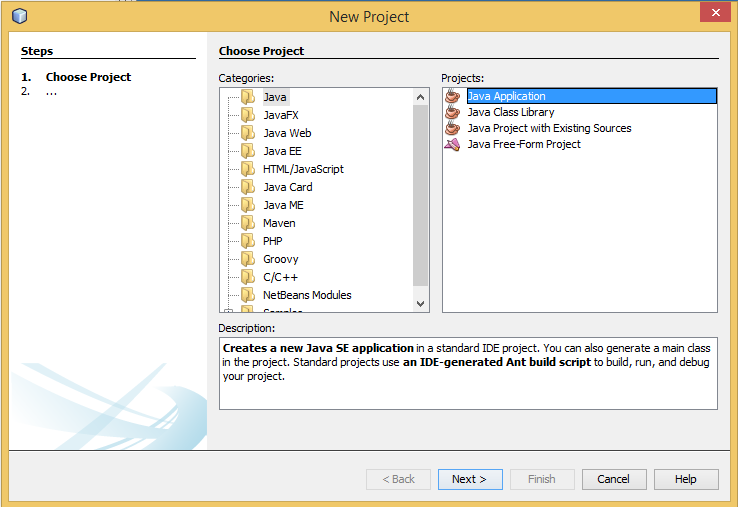 New Project
Steps
1. Choose Project
2. ...
Choose Project
Categories:
Java
JavaFX
Java Web
Java EE
HTML/JavaScript
Java Card
Java ME
Maven
PHP
Groovy
C/C++
NetBeans Modules
Samples
Projects:
Java Application
Java Class Library
Java Project with Existing Sources
Java Free-Form Project
Description:
Creates a new Java SE application in a standard IDE project. You can also generate a main class
in the project. Standard projects use an IDE-generated Ant build script to build, run, and debug
your project.
< Back
Next >
Finish
Cancel
Help